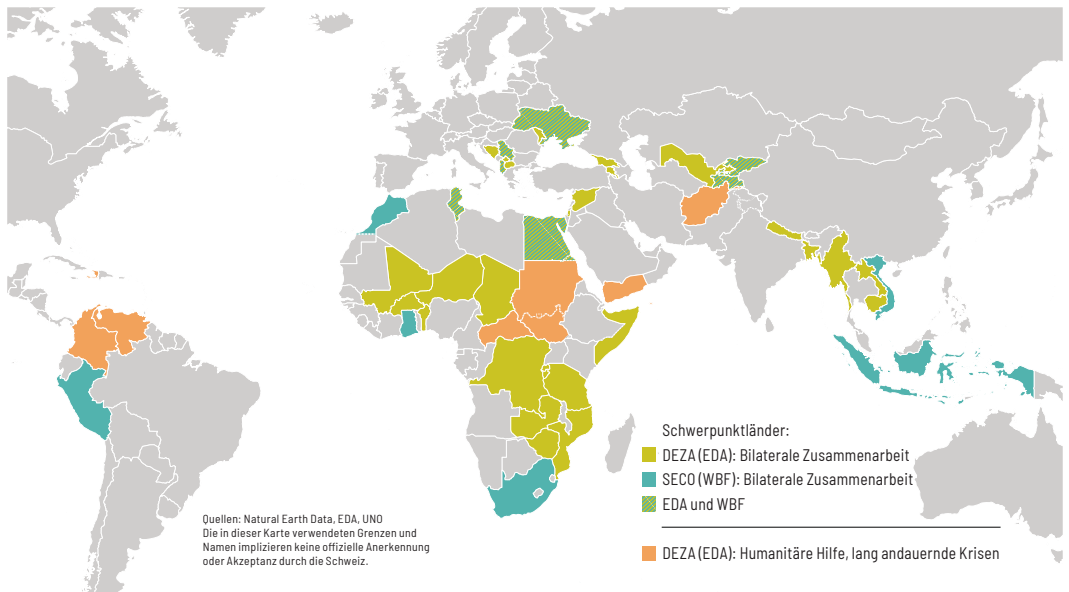 Schwerpunktländer:
DEZA (EDA): Bilaterale Zusammenarbeit
SECO (WBF): Bilaterale Zusammenarbeit
EDA und WBF
DEZA (EDA): Humanitäre Hilfe, lang andauernde Krisen
Quellen: Natural Earth Data, EDA, UNO
Die in dieser Karte verwendeten Grenzen und
Namen implizieren keine offizielle Anerkennung
oder Akzeptanz durch die Schweiz.